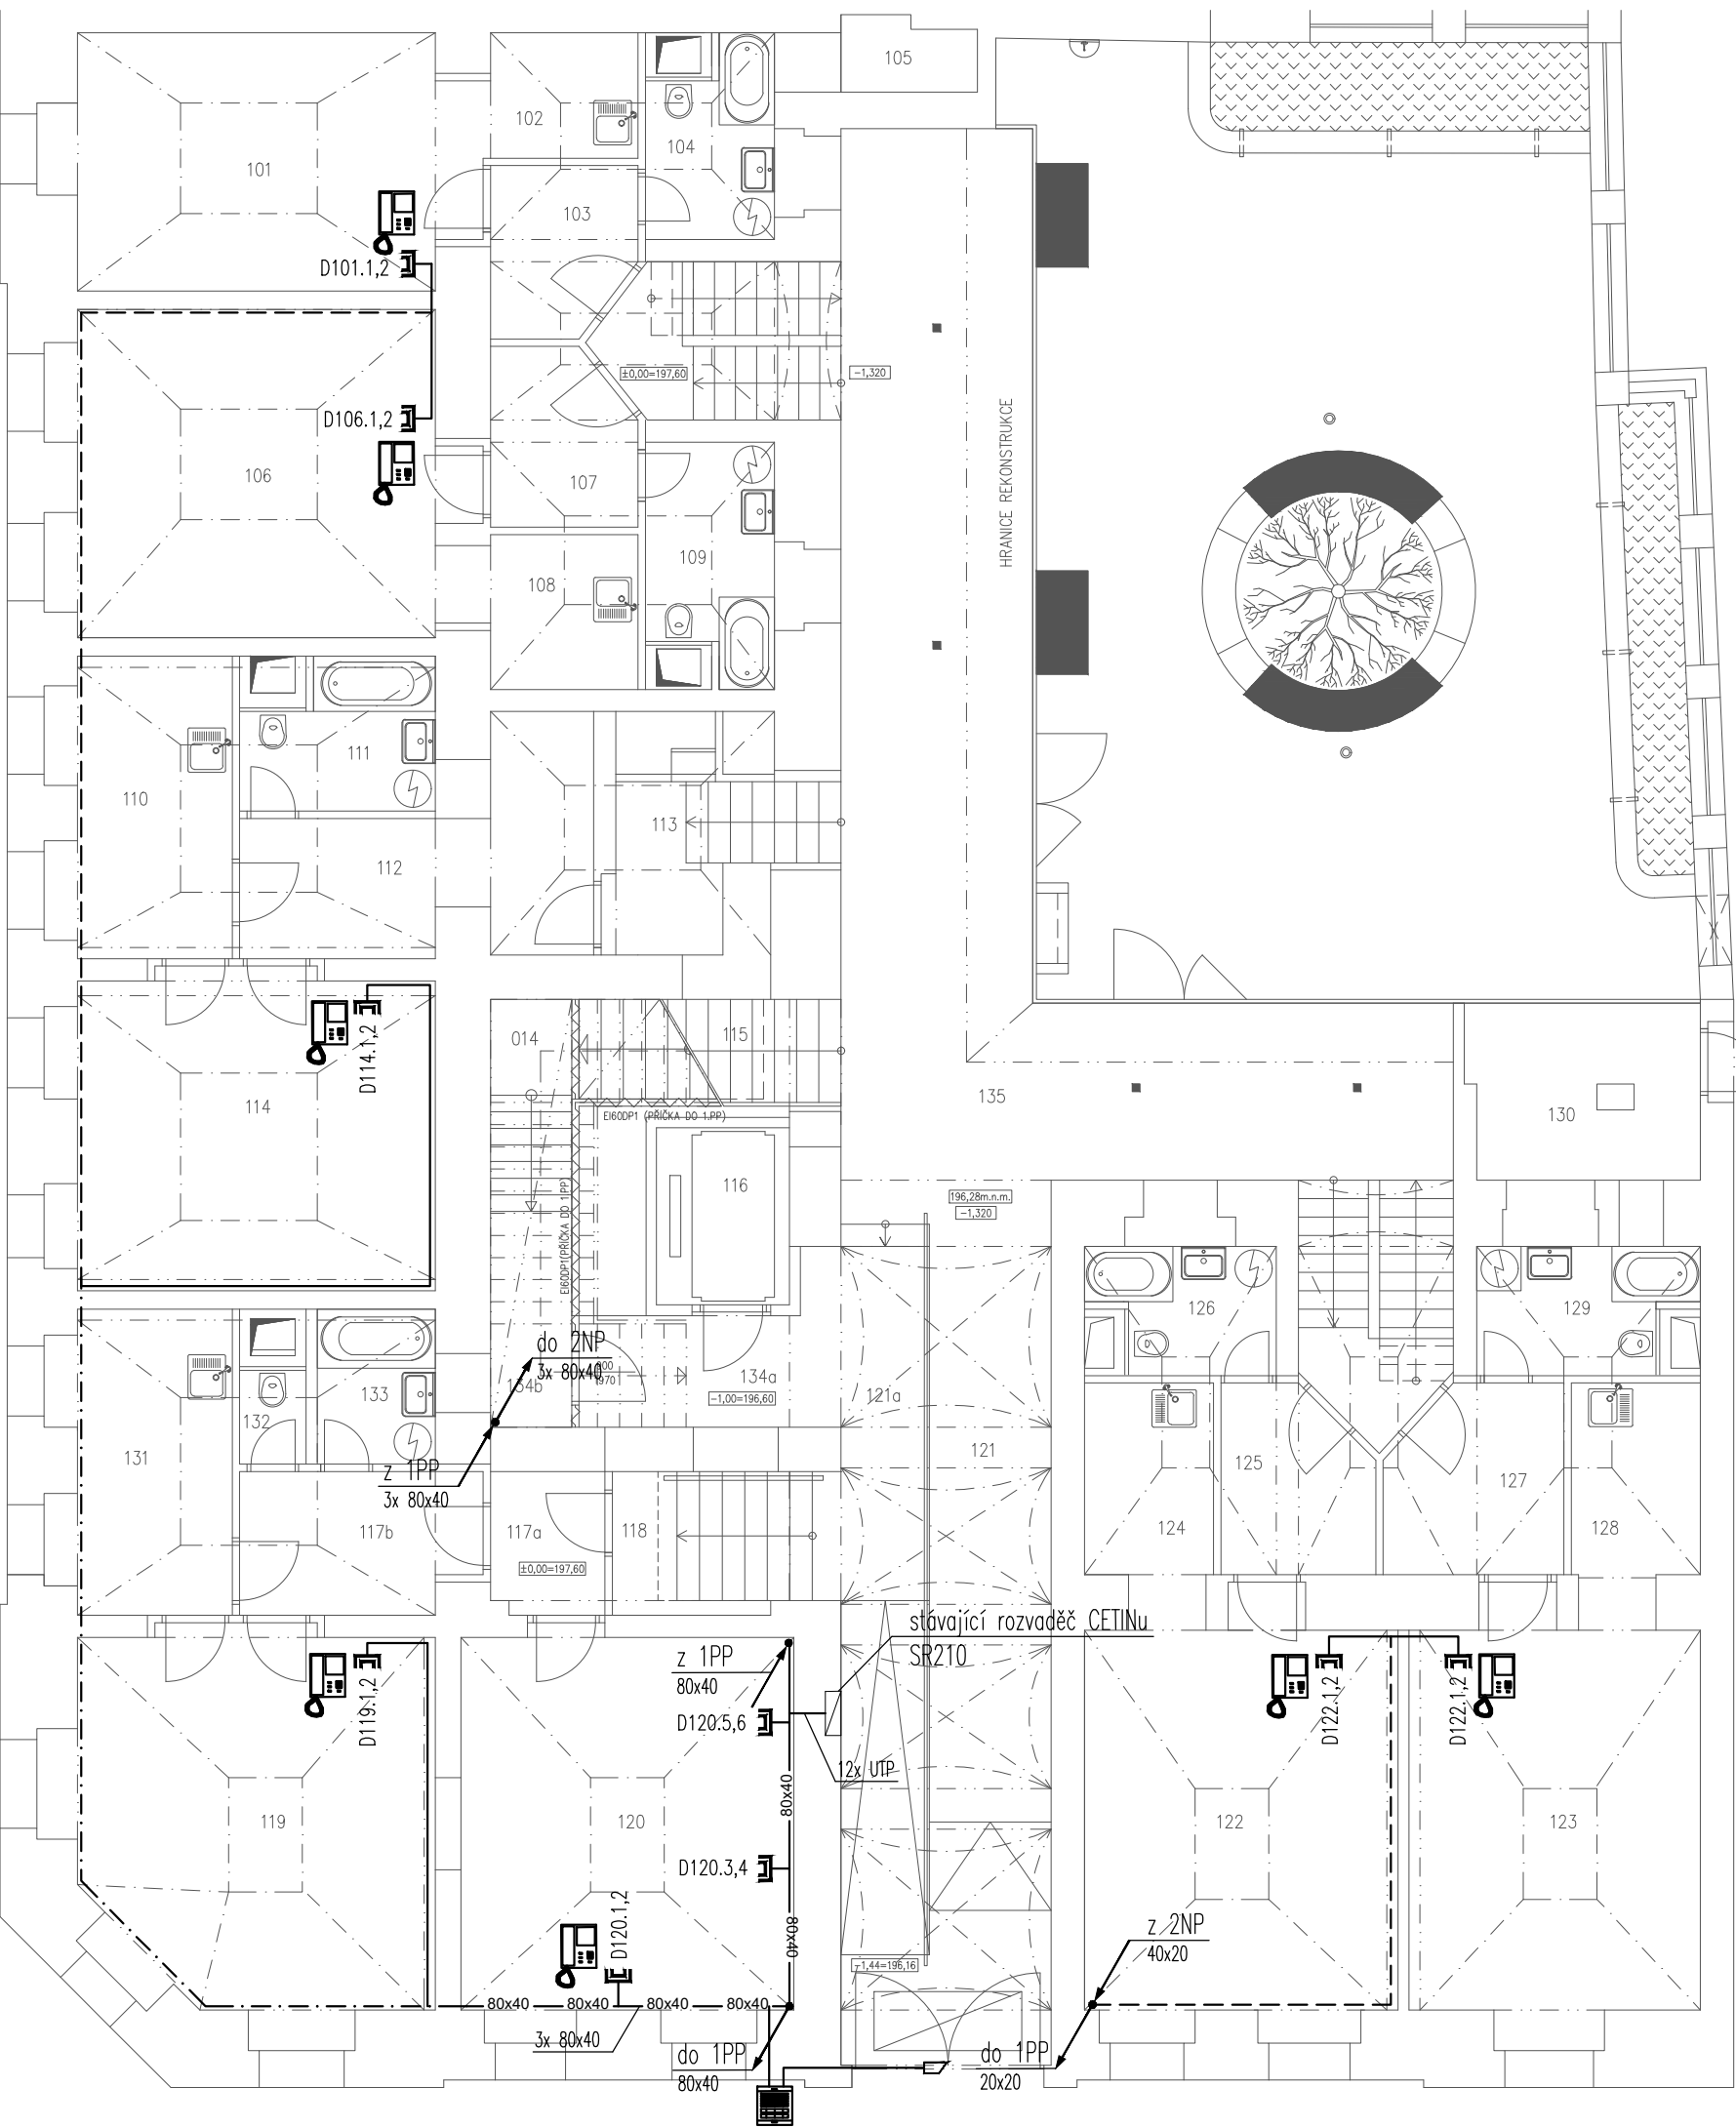 105
102
104
101
103
D101.1,2
±0,00=197,60
-1,320
HRANICE REKONSTRUKCE
D106.1,2
106
107
109
108
111
110
113
112
014
115
D114.1,2
114
EI60DP1 (PŘÍČKA DO 1.PP)
135
130
116
EI60DP1(PŘÍČKA DO 1.PP)
196,28m.n.m.
-1,320
126
129
do 2NP
3x 80x40
900
1970
134b
134a
-1,00=196,60
121a
133
132
131
121
125
127
z 1PP
3x 80x40
117b
117a
118
±0,00=197,60
124
128
stávající rozvaděč CETINu
SR210
z 1PP
80x40
D119.1,2
D120.5,6
D122.1,2
D122.1,2
12x UTP
80x40
119
120
122
123
D120.3,4
D120.1,2
80x40
z 2NP
40x20
-1,44=196,16
80x40 80x40 80x40 80x40
3x 80x40
do 1PP
80x40
do 1PP
20x20